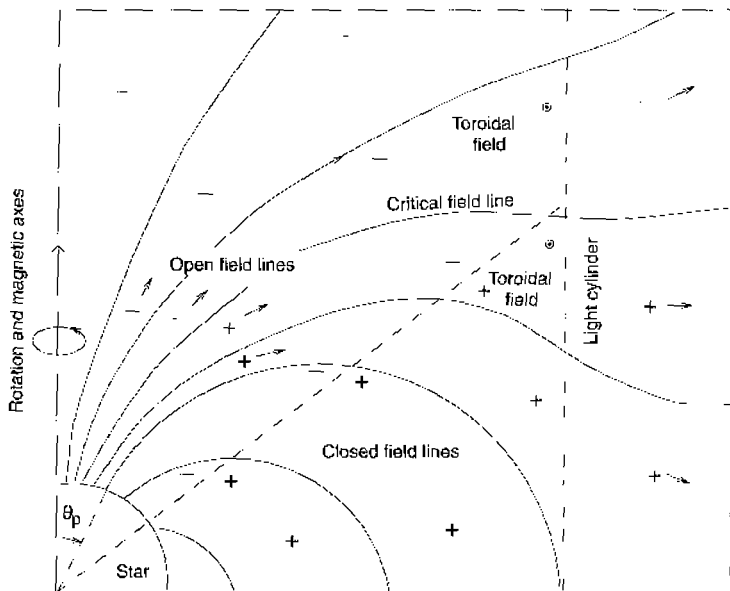 Toroidal
field
Critical field line
Open field lines
Toroidal
field
Rotation and magnetic axes
Light cylinder
Closed field lines
θp
Star